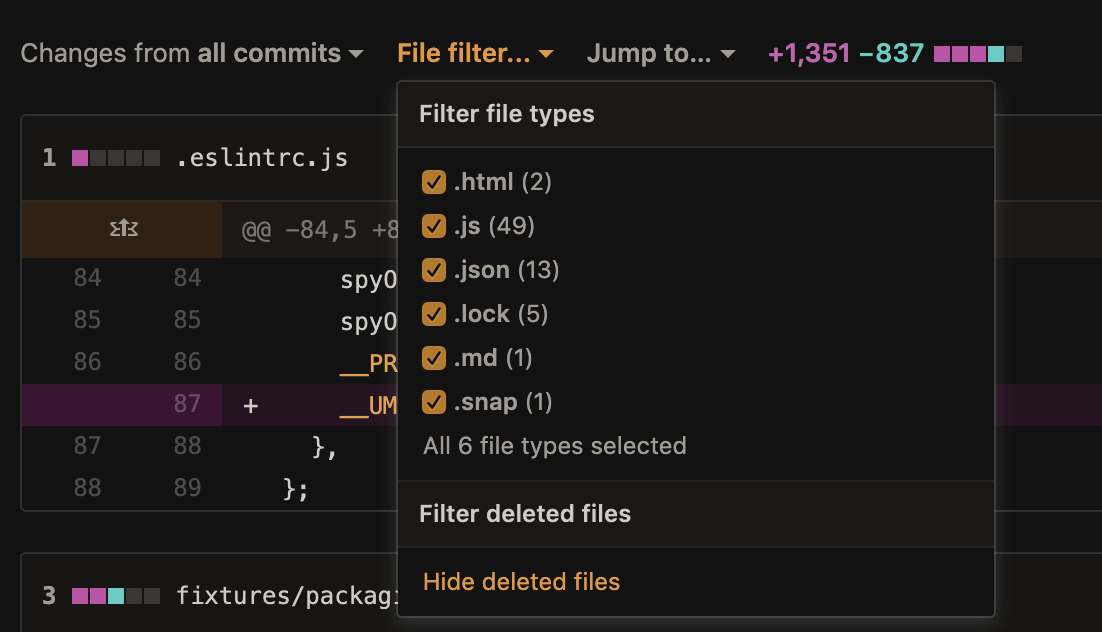 Changes from all commits File filter... Jump to... +1,351 −837
Filter file types
1 .eslintrc.js
.html (2)
.js (49)
@@ −84,5 +8
.json (13)
84 84 spyO
.lock (5)
85 85 spyO
.md (1)
86 86 __PR
.snap (1)
87 + __UM
All 6 file types selected
87 88 },
88 89 };
Filter deleted files
Hide deleted files
3 fixtures/packagi